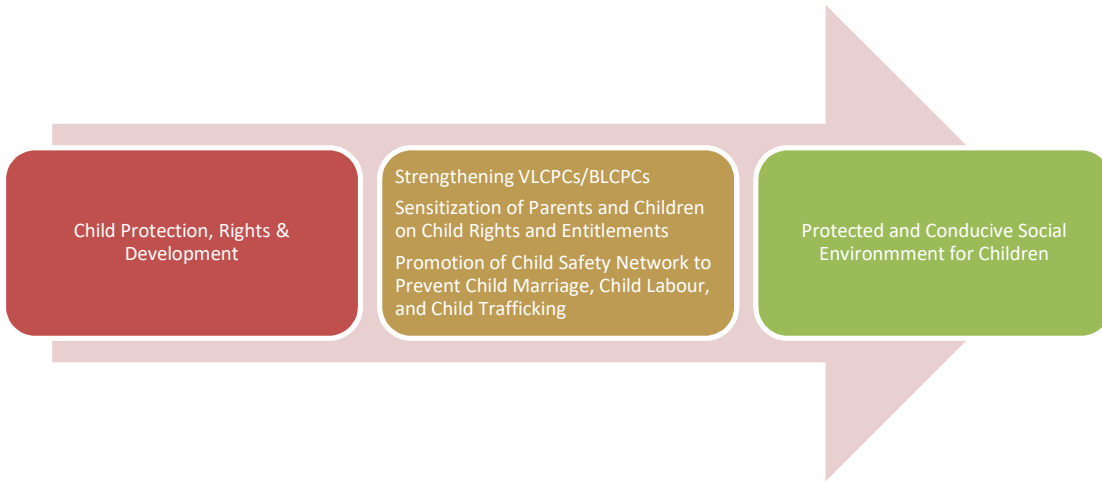 Child Protection, Rights &
Development
Strengthening VLCPCs/BLCPCs
Sensitization of Parents and Children
on Child Rights and Entitlements
Promotion of Child Safety Network to
Prevent Child Marriage, Child Labour,
and Child Trafficking
Protected and Conducive Social
Environmment for Children